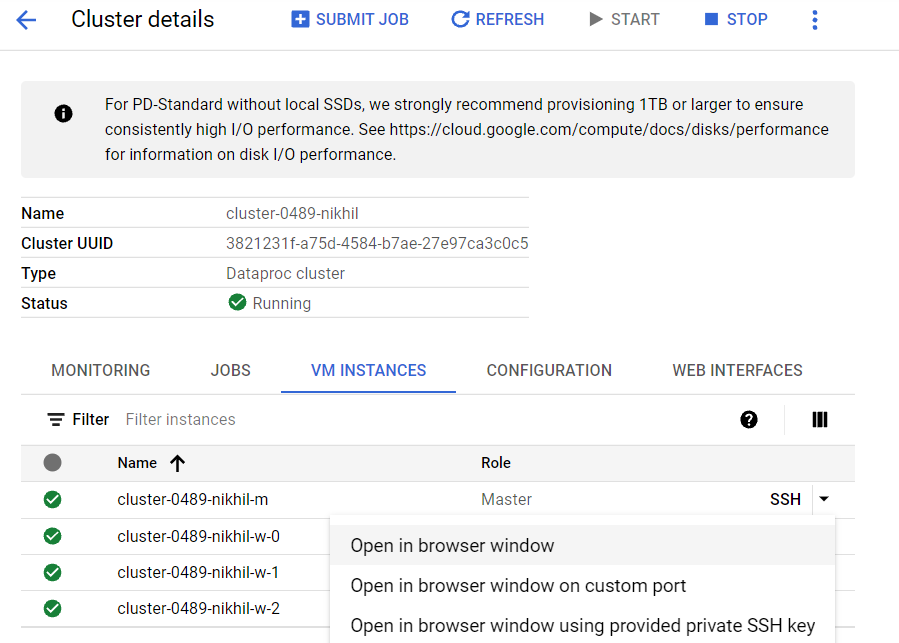 Cluster details
SUBMIT JOB
REFRESH
START
STOP
For PD-Standard without local SSDs, we strongly recommend provisioning 1TB or larger to ensure
consistently high I/O performance. See https://cloud.google.com/compute/docs/disks/performance
for information on disk I/O performance.
Name cluster-0489-nikhil
Cluster UUID 3821231f-a75d-4584-b7ae-27e97ca3c0c5
Type Dataproc cluster
Status Running
MONITORING JOBS VM INSTANCES CONFIGURATION WEB INTERFACES
Filter Filter instances
Name Role
cluster-0489-nikhil-m Master SSH
cluster-0489-nikhil-w-0
cluster-0489-nikhil-w-1
cluster-0489-nikhil-w-2
Open in browser window
Open in browser window on custom port
Open in browser window using provided private SSH key